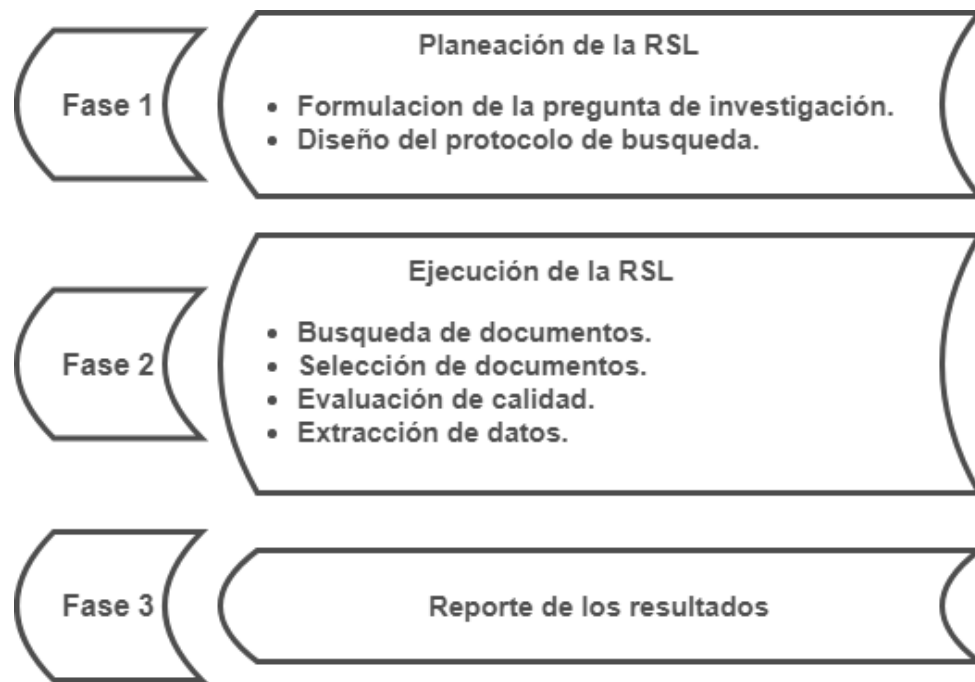 Fase 1
Planeación de la RSL
• Formulacion de la pregunta de investigación.
• Diseño del protocolo de busqueda.
Fase 2
Ejecución de la RSL
• Busqueda de documentos.
• Selección de documentos.
• Evaluación de calidad.
• Extracción de datos.
Fase 3
Reporte de los resultados